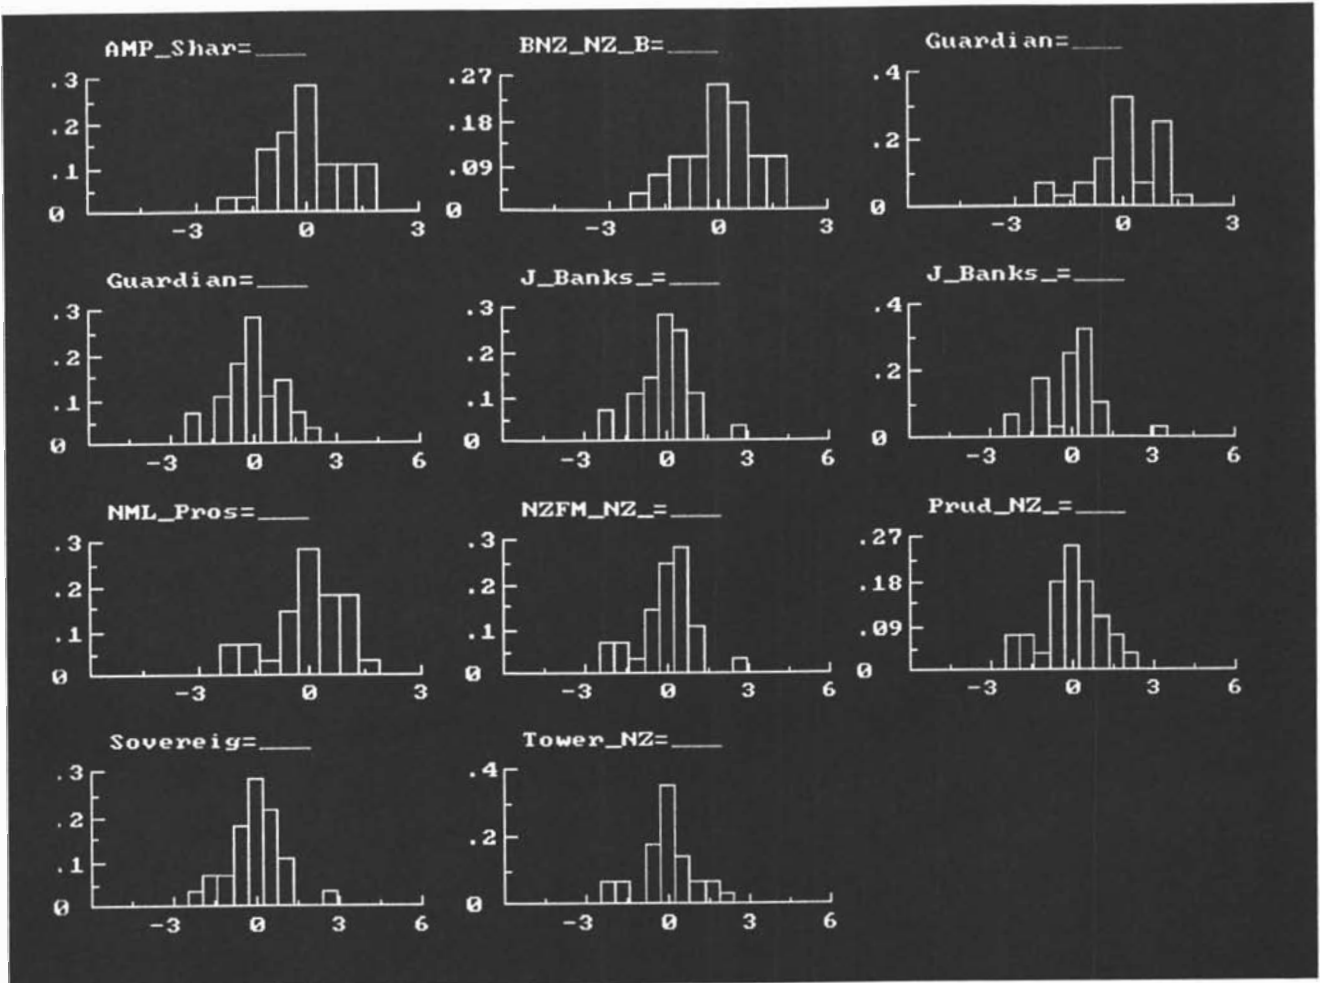 AMP_Shar=____ BNZ_NZ_B=____ Guardian=____
.3 .27 .4
.2 .18 .2
.1 .09
0 0 0
-3 0 3 -3 0 3 -3 0 3
Guardian=____ J_Banks_=____ J_Banks_=____
.3 .3 .4
.2 .2 .2
.1 .1
0 0 0
-3 0 3 6 -3 0 3 6 -3 0 3 6
NML_Pros=____ NZFM_NZ_=____ Prud_NZ_=____
.3 .3 .27
.2 .2 .18
.1 .1 .09
0 0 0
-3 0 3 -3 0 3 6 -3 0 3 6
Sovereig=____ Tower_NZ=____
.3 .4
.2 .2
.1
0 0
-3 0 3 6 -3 0 3 6